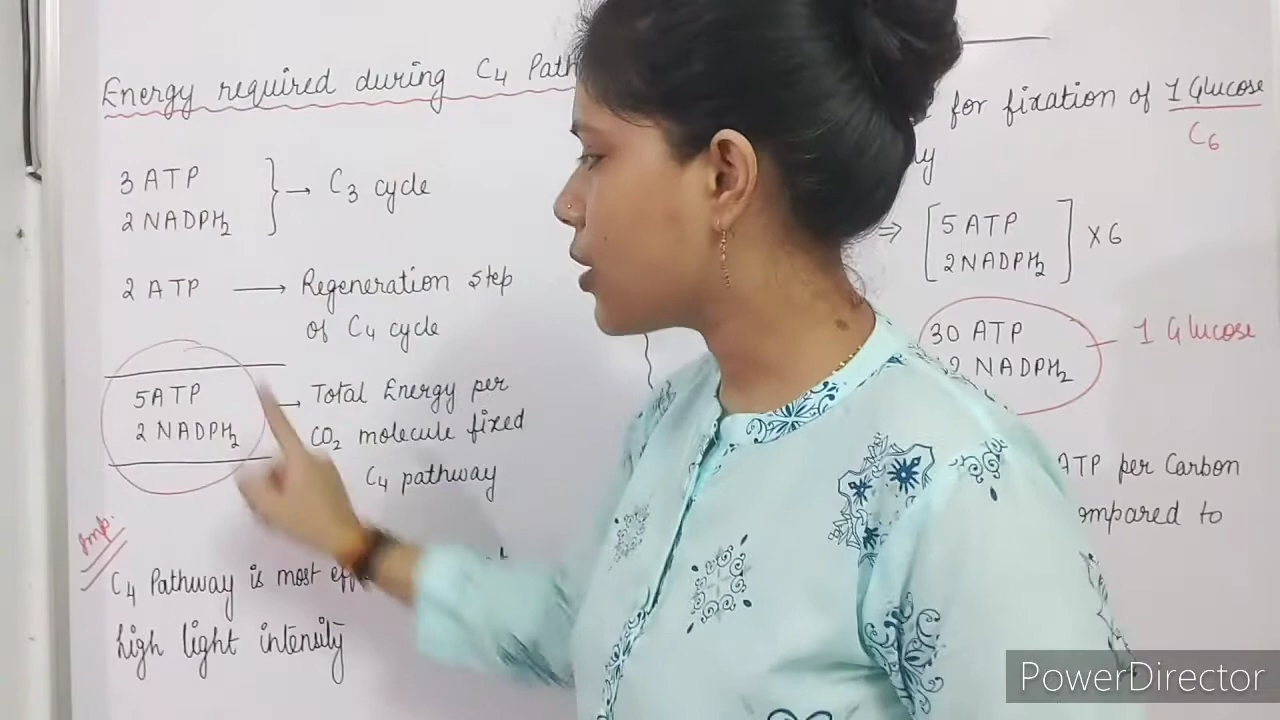 Energy required during C4 Path
3 ATP
2 NADPH2
→ C3 cycle
2 ATP → Regeneration Step
of C4 cycle
5 ATP
2 NADPH2
→ Total Energy per
CO2 molecule fixed
C4 pathway
Imp.
C4 Pathway is most eff
high light intensity
for fixation of 1 Glucose
C6
⇒ [5 ATP
2 NADPH2] × 6
30 ATP
2 NADPH2
1 Glucose
ATP per Carbon
ompared to
PowerDirector